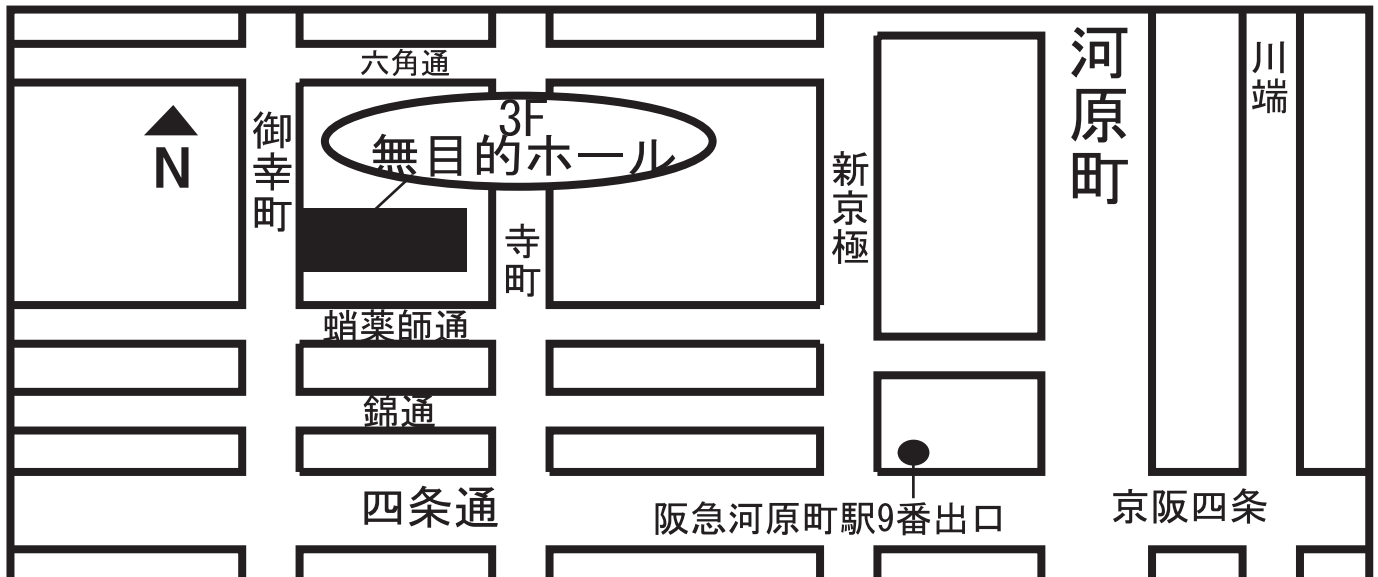 六角通
3F
無目的ホール
N
御幸町
寺町
新京極
河原町
川端
蛸薬師通
錦通
四条通
阪急河原町駅9番出口
京阪四条